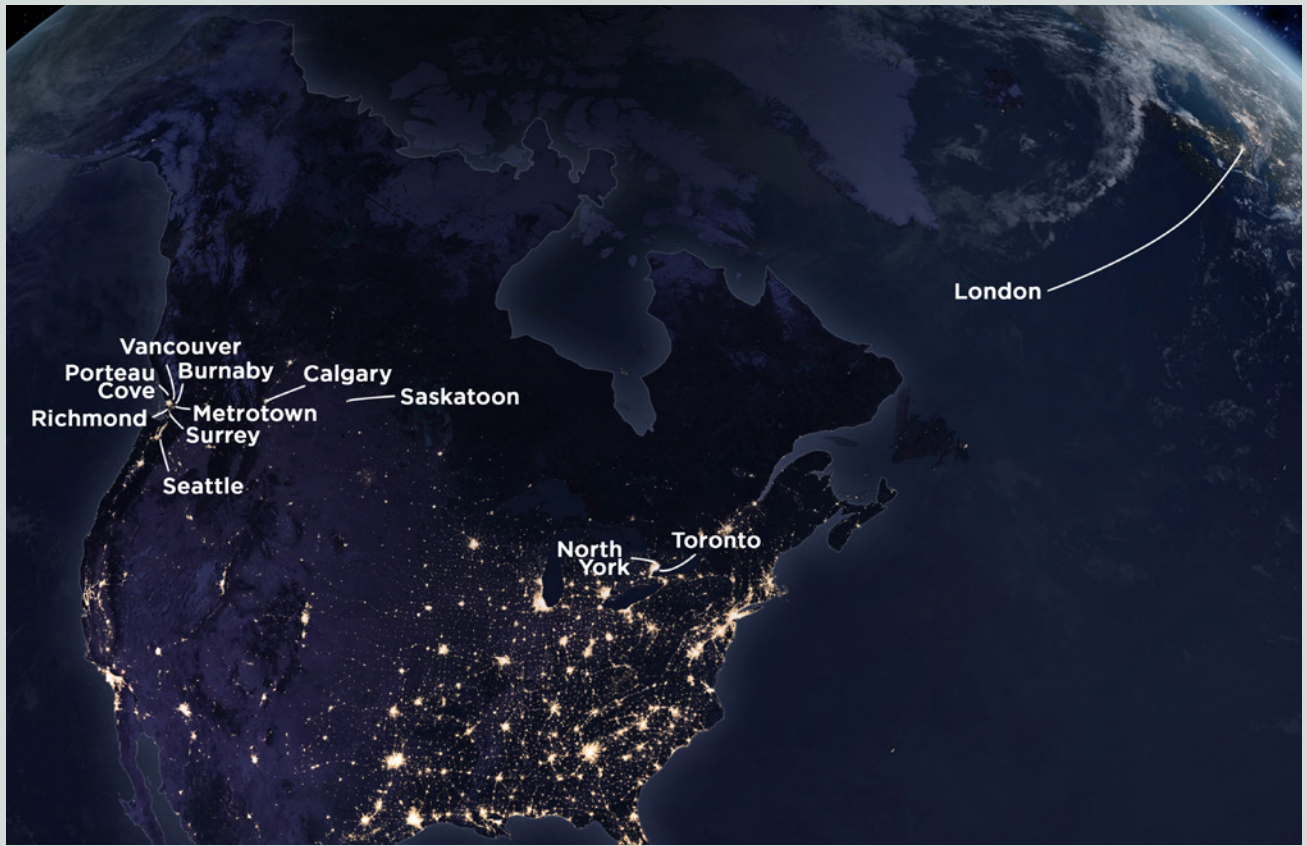 Vancouver
Porteau
Cove
Burnaby
Richmond
Metrotown
Surrey
Seattle
Calgary
Saskatoon
North
York
Toronto
London